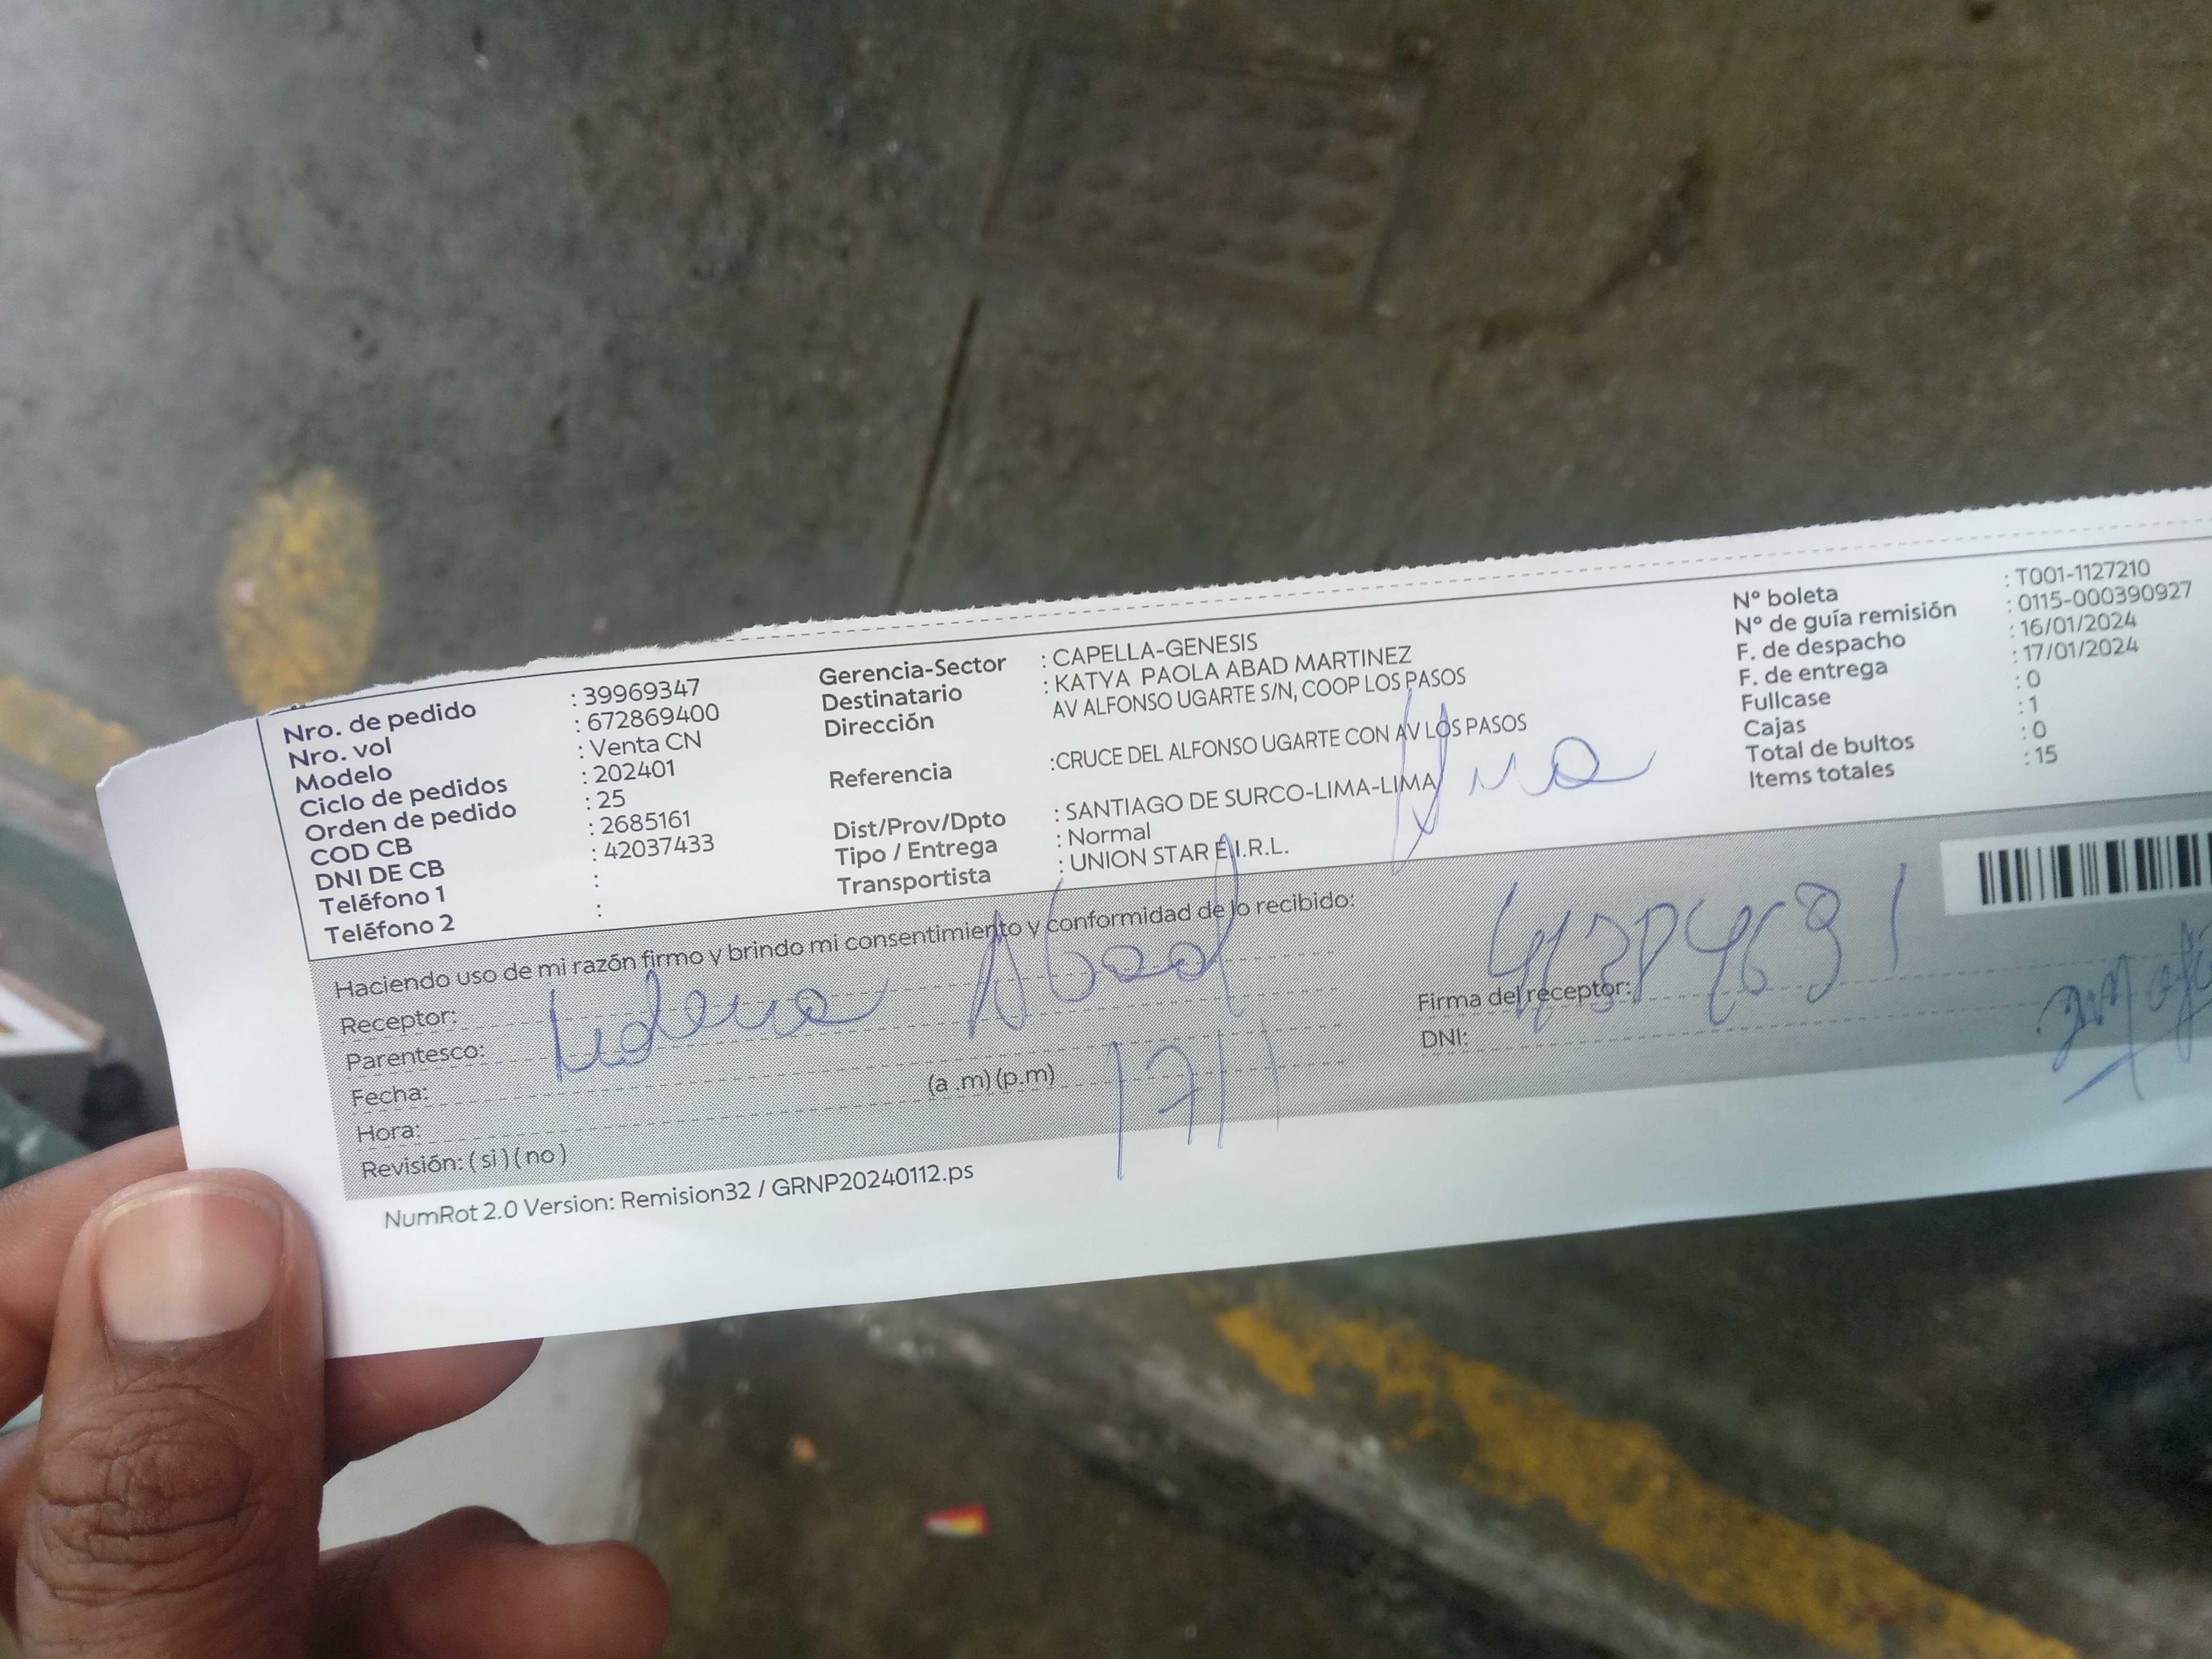 Nro. de pedido : 39969347
Nro. vol : 672869400
Modelo : Venta CN
Ciclo de pedidos : 202401
Orden de pedido : 25
COD CB : 2685161
DNI DE CB : 42037433
Teléfono 1 :
Teléfono 2 :
Gerencia-Sector : CAPELLA-GENESIS
Destinatario : KATYA PAOLA ABAD MARTINEZ
Dirección AV ALFONSO UGARTE S/N, COOP LOS PASOS
Referencia :CRUCE DEL ALFONSO UGARTE CON AV LOS PASOS
Dist/Prov/Dpto : SANTIAGO DE SURCO-LIMA-LIMA
Tipo / Entrega : Normal
Transportista : UNION STAR E.I.R.L.
N° boleta : T001-1127210
N° de guía remisión : 0115-000390927
F. de despacho : 16/01/2024
F. de entrega : 17/01/2024
Fullcase : 0
Cajas : 1
Total de bultos : 0
Items totales : 15
Haciendo uso de mi razón firmo y brindo mi consentimiento y conformidad de lo recibido:
Receptor: Abad
Parentesco:
Fecha:
Hora: (a .m) (p.m) 17/1
Revisión: ( si ) ( no )
Firma del receptor:
DNI:
NumRot 2.0 Version: Remision32 / GRNP20240112.ps